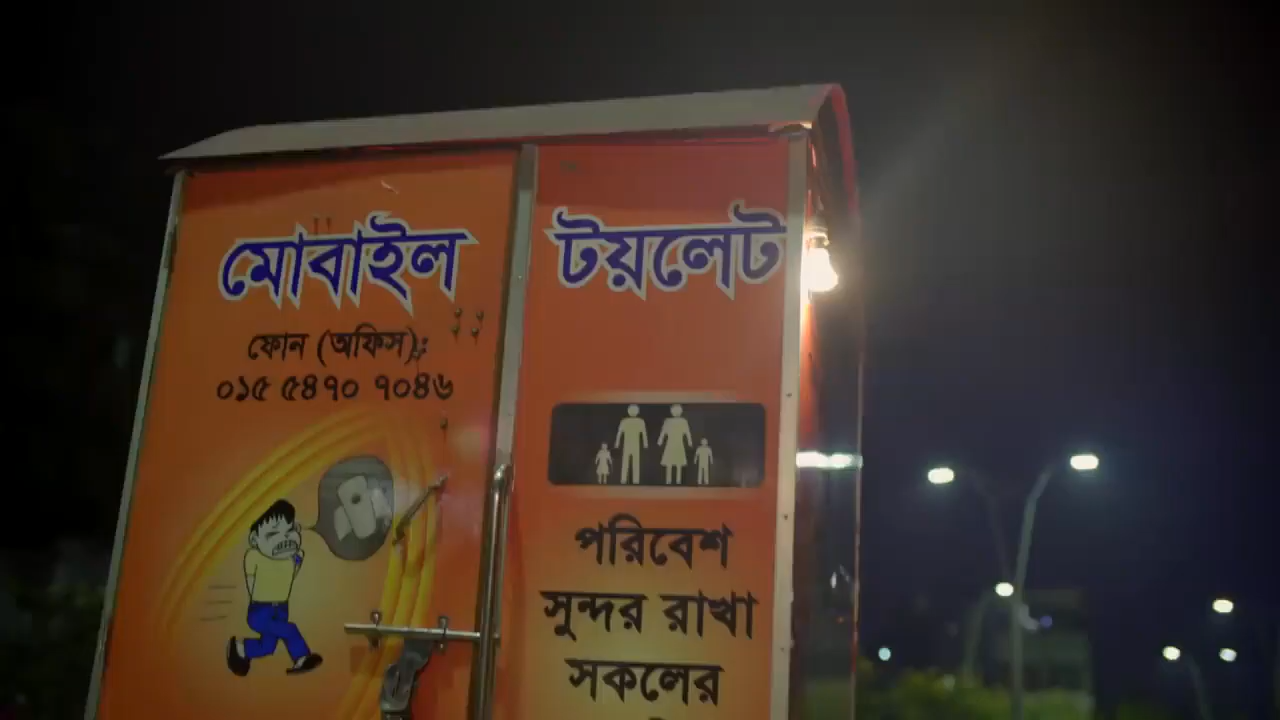 মোবাইল টয়লেট
ফোন (অফিস):
০১৫ ৫৪৭০ ৭০৪৬
পরিবেশ
সুন্দর রাখা
সকলের